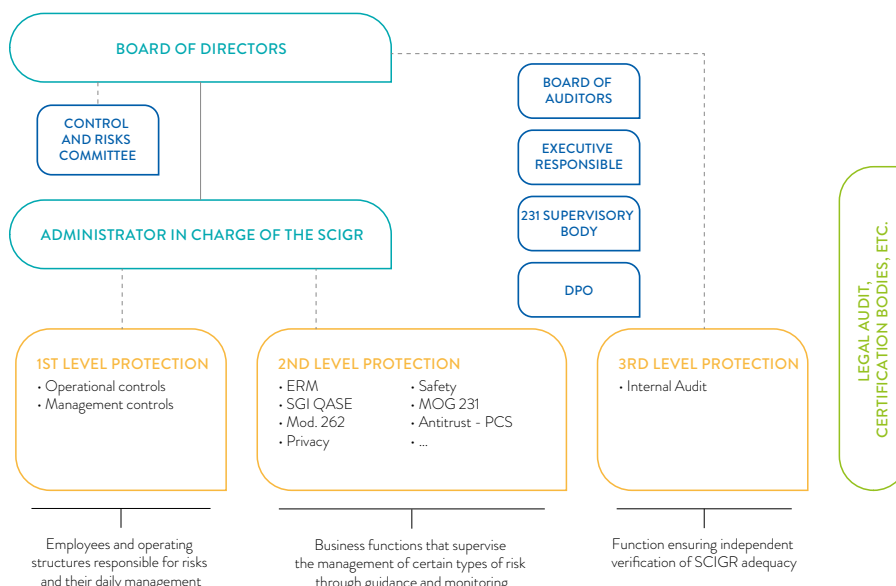 BOARD OF DIRECTORS
BOARD OF
AUDITORS
CONTROL
AND RISKS
COMMITTEE
EXECUTIVE
RESPONSIBLE
231 SUPERVISORY
BODY
ADMINISTRATOR IN CHARGE OF THE SCIGR
DPO
LEGAL AUDIT,
CERTIFICATION BODIES, ETC.
1ST LEVEL PROTECTION
• Operational controls
• Management controls
2ND LEVEL PROTECTION
• ERM
• SGI QASE
• Mod. 262
• Privacy
• Safety
• MOG 231
• Antitrust - PCS
• ...
3RD LEVEL PROTECTION
• Internal Audit
Employees and operating
structures responsible for risks
and their daily management
Business functions that supervise
the management of certain types of risk
through guidance and monitoring
Function ensuring independent
verification of SCIGR adequacy